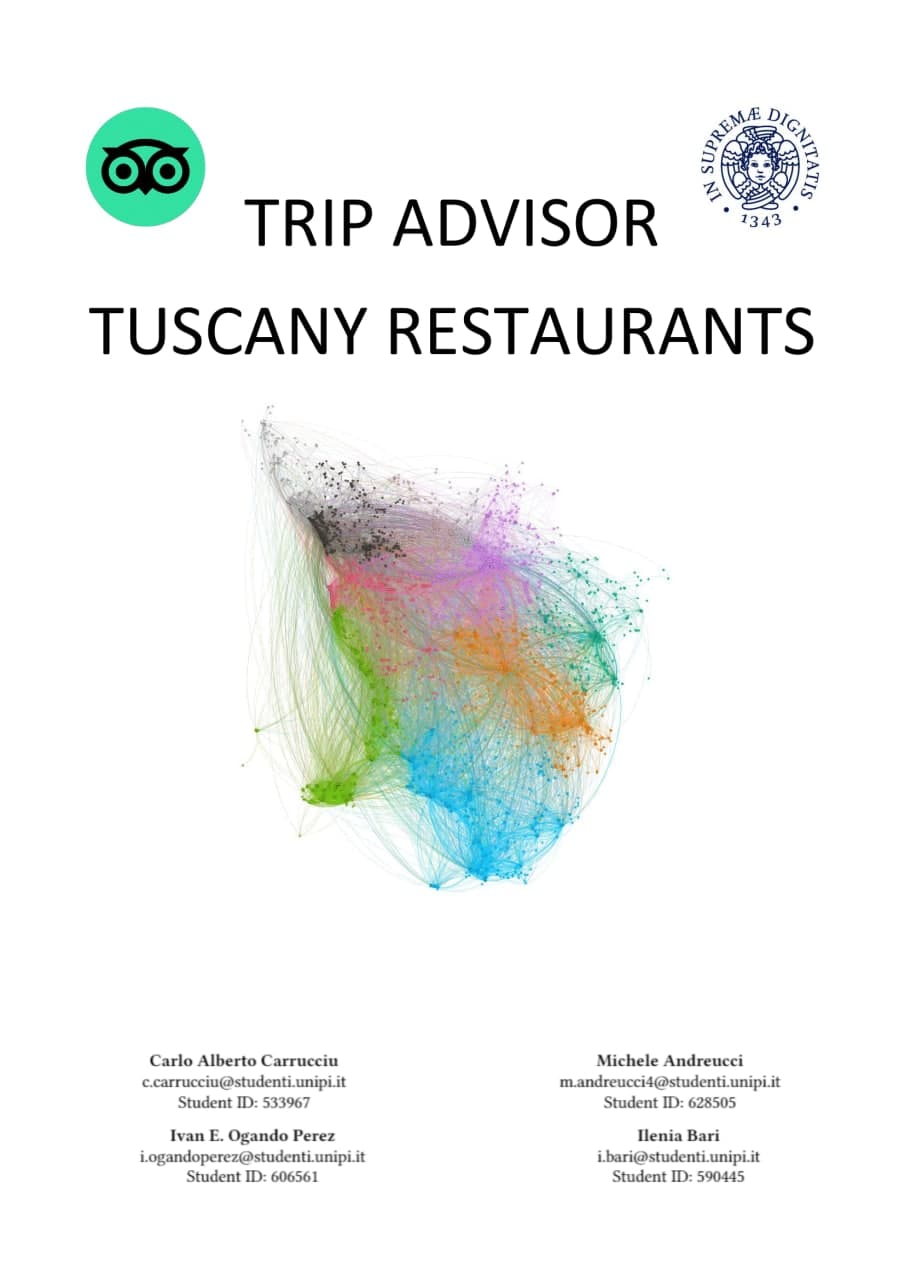 IN SUPREMÆ DIGNITATIS
• 1343 •
TRIP ADVISOR
TUSCANY RESTAURANTS
Carlo Alberto Carrucciu
c.carrucciu@studenti.unipi.it
Student ID: 533967
Ivan E. Ogando Perez
i.ogandoperez@studenti.unipi.it
Student ID: 606561
Michele Andreucci
m.andreucci4@studenti.unipi.it
Student ID: 628505
Ilenia Bari
i.bari@studenti.unipi.it
Student ID: 590445